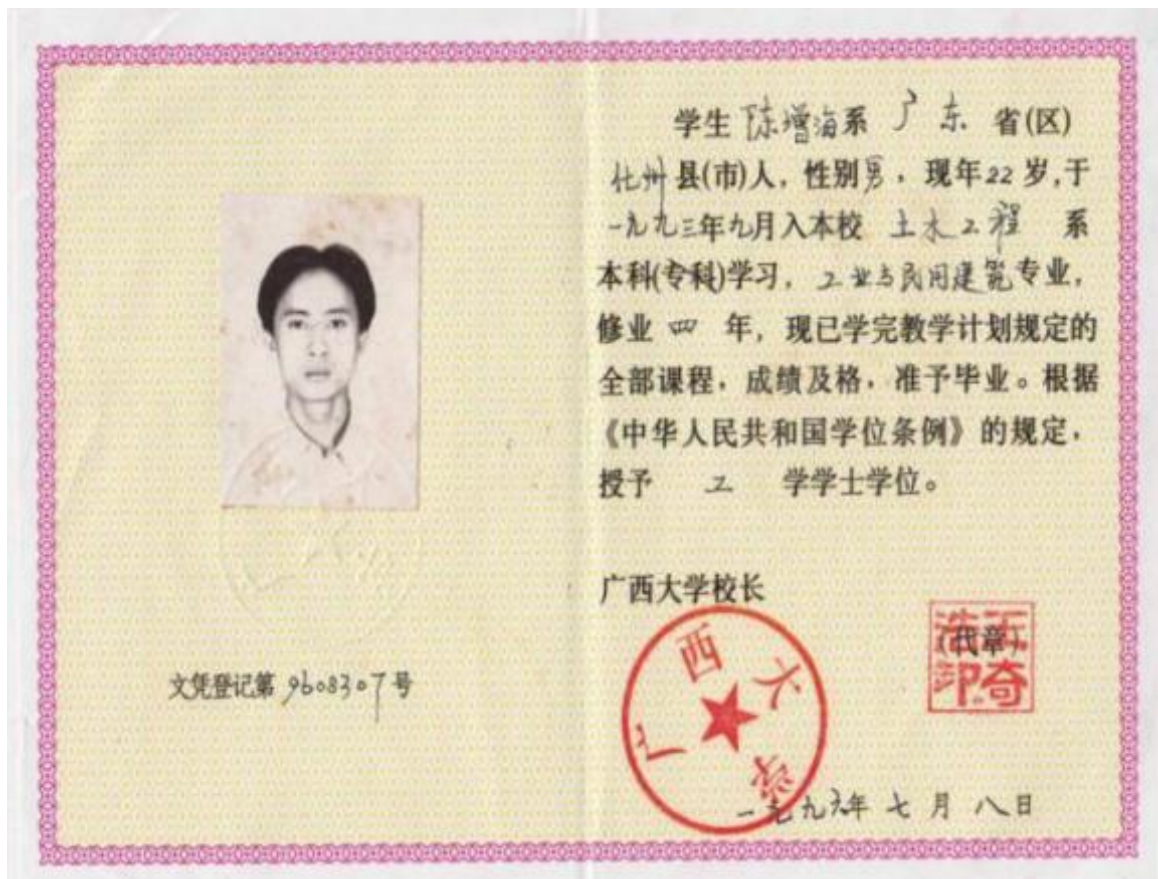 文凭登记第 9608307 号
学生 陈增海系 广东 省(区)
化州县(市)人，性别男，现年22岁,于
一九九三年九月入本校 土木工程 系
本科(专科)学习，工业与民用建筑专业，
修业 四 年，现已学完教学计划规定的
全部课程，成绩及格，准予毕业。根据
《中华人民共和国学位条例》的规定，
授予 工 学学士学位。
广西大学校长
(代章)
广西大学
一九九六年 七 月 八 日